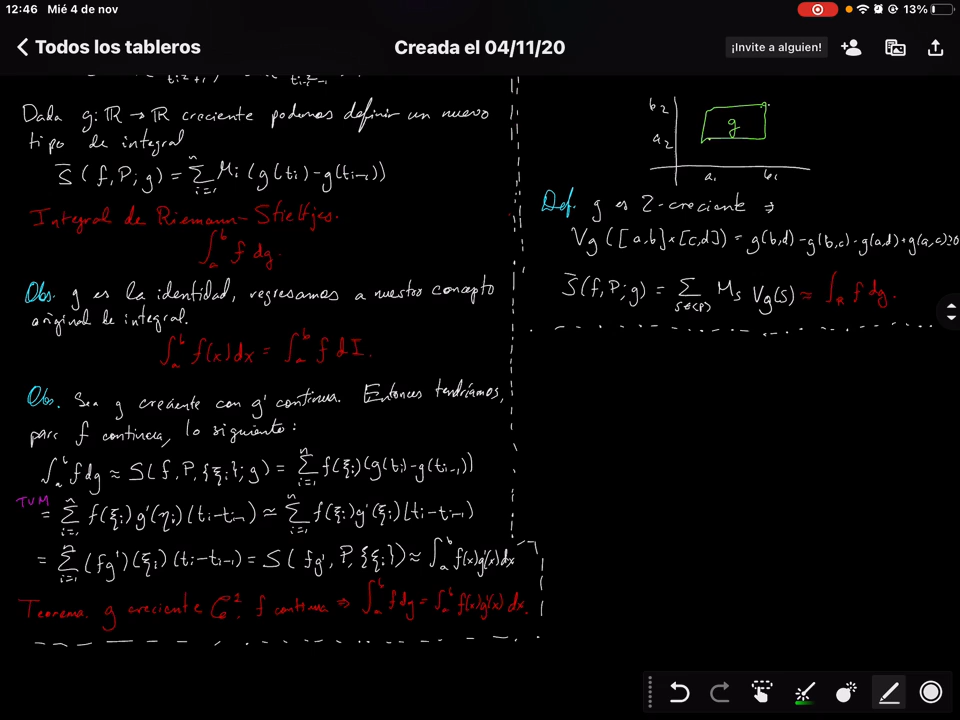 12:46 Mié 4 de nov
13%
Todos los tableros
Creada el 04/11/20
¡Invite a alguien!
Dada g: ℝ → ℝ creciente podemos definir un nuevo
tipo de integral
S̄ (f, P; g) = ∑_{i=1}^{n} Mi (g(ti) - g(ti-1))
Integral de Riemann-Stieltjes.
∫_a^b f dg.
Obs. g es la identidad, regresamos a nuestro concepto
original de integral.
∫_a^b f(x)dx = ∫_a^b f dI.
Obs. Sea g creciente con g' continua. Entonces tendríamos,
para f continua, lo siguiente:
∫_a^b f dg ≈ S(f, P, {ξi}; g) = ∑_{i=1}^{n} f(ξi)(g(ti) - g(ti-1))
TVM
= ∑_{i=1}^{n} f(ξi)g'(ηi)(ti - ti-1) ≈ ∑_{i=1}^{n} f(ξi)g'(ξi)(ti - ti-1)
= ∑_{i=1}^{n} (fg')(ξi)(ti - ti-1) = S(fg', P, {ξi}) ≈ ∫_a^b f(x)g'(x)dx
Teorema. g creciente C¹, f continua ⇒ ∫_a^b f dg = ∫_a^b f(x)g'(x)dx.
b2
a2
g
a1 b1
Def. g es 2-creciente ⇒
Vg([a,b]×[c,d]) = g(b,d) - g(b,c) - g(a,d) + g(a,c) ≥ 0
S̄(f, P; g) = ∑_{S∈(P)} Ms Vg(S) ≈ ∫_R f dg.